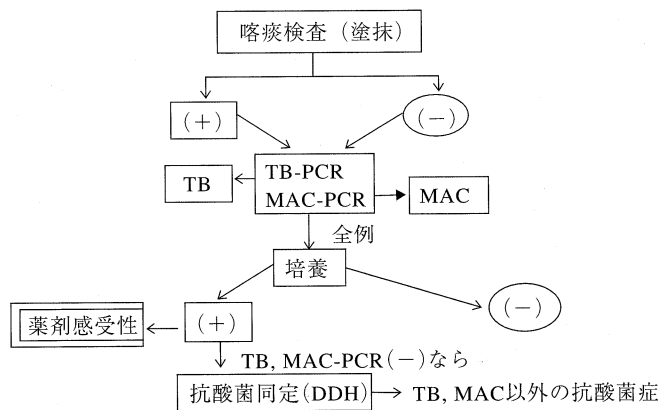 喀痰検査（塗抹）
(+)
(−)
TB-PCR
MAC-PCR
TB
MAC
全例
培養
(−)
薬剤感受性
(+)
TB, MAC-PCR(−)なら
抗酸菌同定(DDH)
TB, MAC以外の抗酸菌症